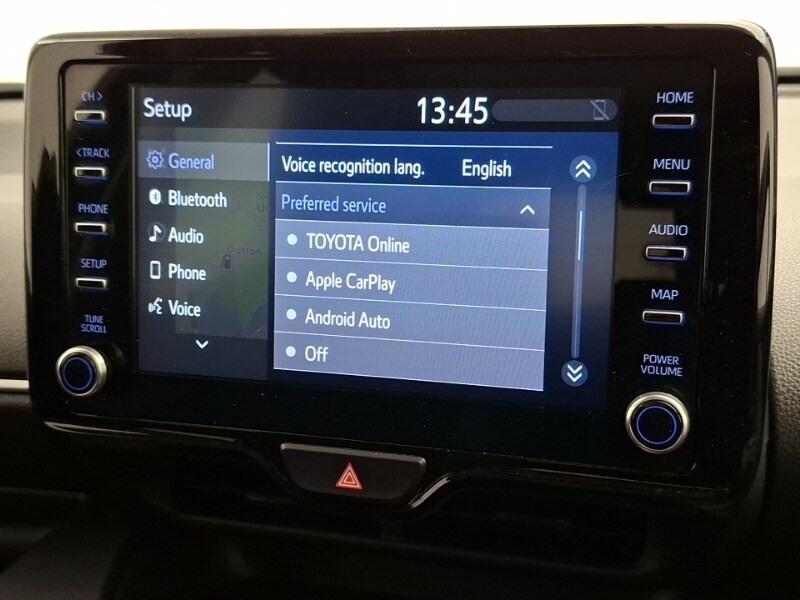 CH >
< TRACK
PHONE
SETUP
TUNE
SCROLL
Setup
13:45
General
Bluetooth
Audio
Phone
Voice
Voice recognition lang. English
Preferred service
TOYOTA Online
Apple CarPlay
Android Auto
Off
HOME
MENU
AUDIO
MAP
POWER
VOLUME